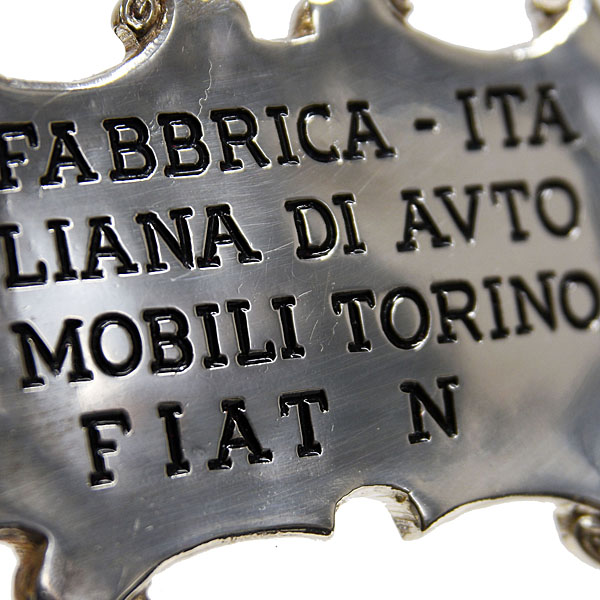 FABBRICA - ITA
LIANA DI AVTO
MOBILI TORINO
FIAT N